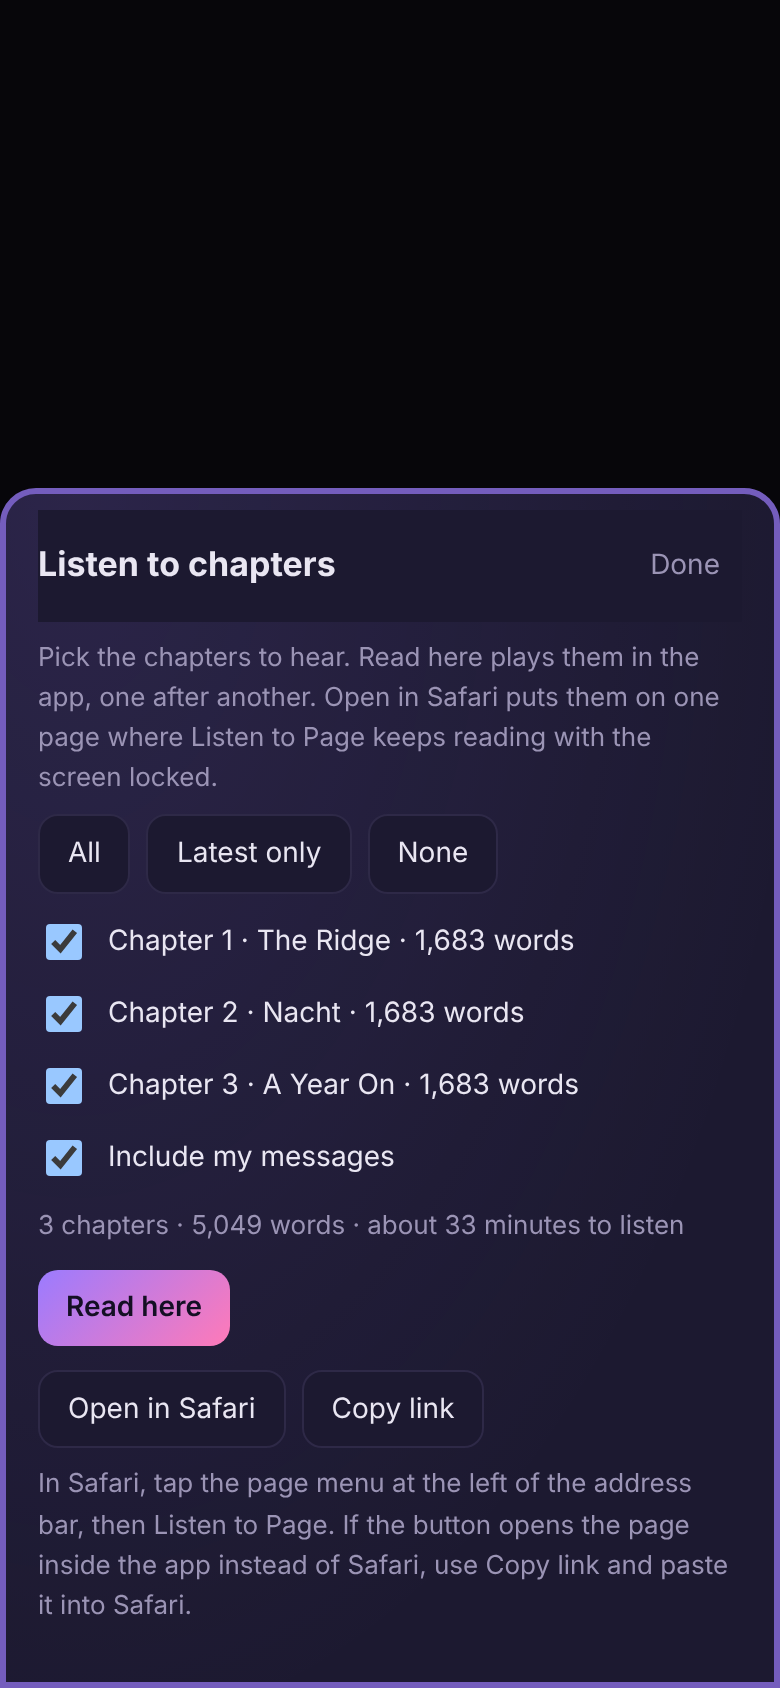 Listen to chapters
Done
Pick the chapters to hear. Read here plays them in the
app, one after another. Open in Safari puts them on one
page where Listen to Page keeps reading with the
screen locked.
All
Latest only
None
Chapter 1 · The Ridge · 1,683 words
Chapter 2 · Nacht · 1,683 words
Chapter 3 · A Year On · 1,683 words
Include my messages
3 chapters · 5,049 words · about 33 minutes to listen
Read here
Open in Safari
Copy link
In Safari, tap the page menu at the left of the address
bar, then Listen to Page. If the button opens the page
inside the app instead of Safari, use Copy link and paste
it into Safari.